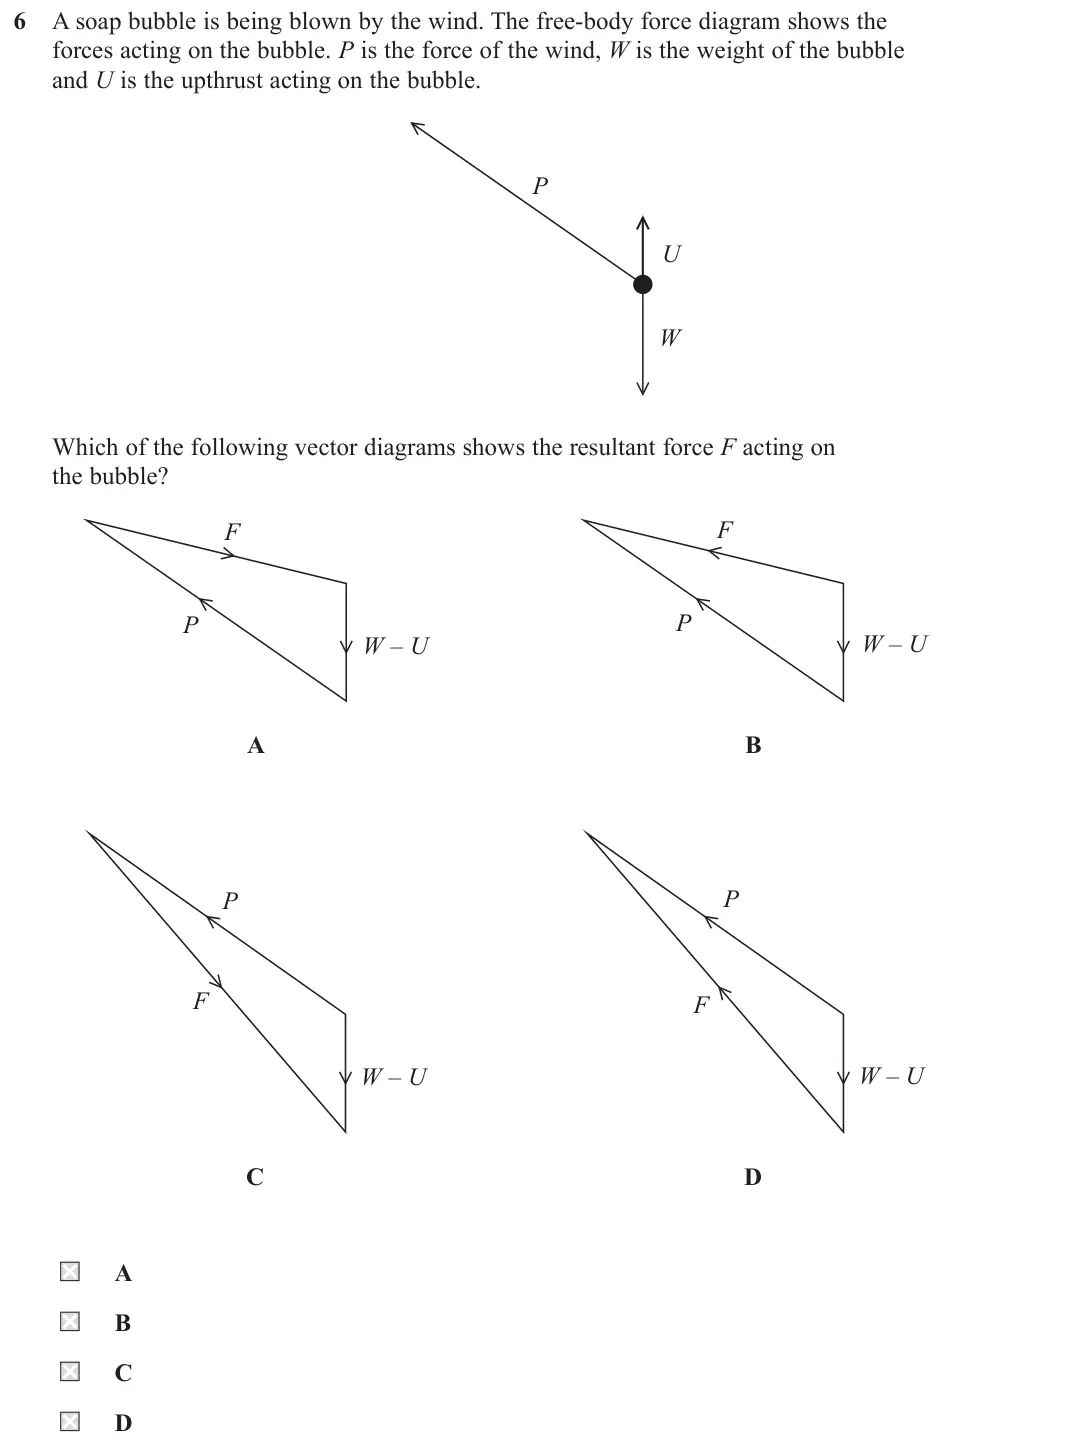 6 A soap bubble is being blown by the wind. The free-body force diagram shows the
forces acting on the bubble. P is the force of the wind, W is the weight of the bubble
and U is the upthrust acting on the bubble.
P
U
W
Which of the following vector diagrams shows the resultant force F acting on
the bubble?
F
P
W – U
A
F
P
W – U
B
P
F
W – U
C
P
F
W – U
D
A
B
C
D